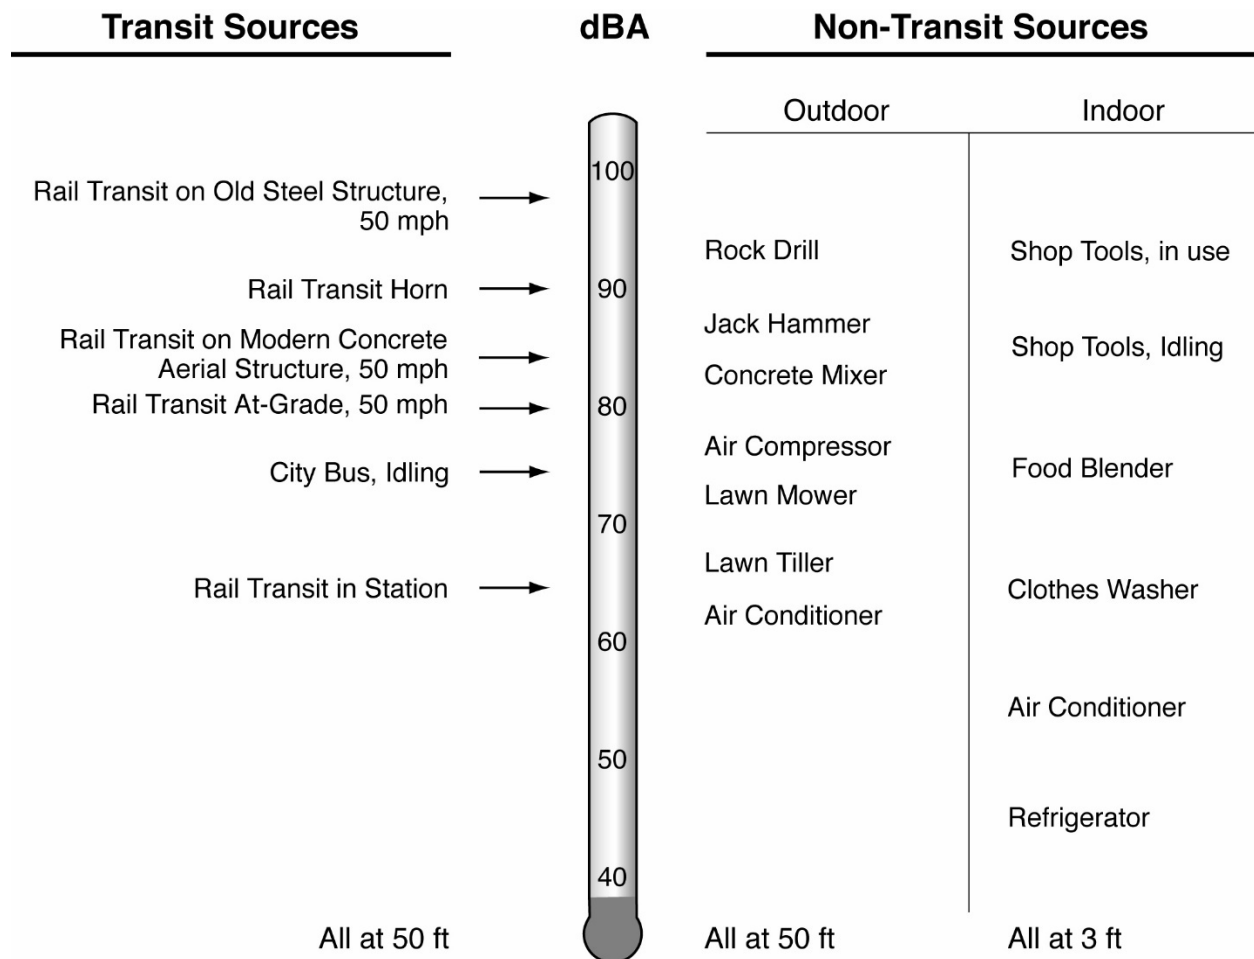 Transit Sources
dBA
Non-Transit Sources
Outdoor
Indoor
Rail Transit on Old Steel Structure,
50 mph
Rail Transit Horn
Rail Transit on Modern Concrete
Aerial Structure, 50 mph
Rail Transit At-Grade, 50 mph
City Bus, Idling
Rail Transit in Station
All at 50 ft
100
90
80
70
60
50
40
Rock Drill
Jack Hammer
Concrete Mixer
Air Compressor
Lawn Mower
Lawn Tiller
Air Conditioner
All at 50 ft
Shop Tools, in use
Shop Tools, Idling
Food Blender
Clothes Washer
Air Conditioner
Refrigerator
All at 3 ft